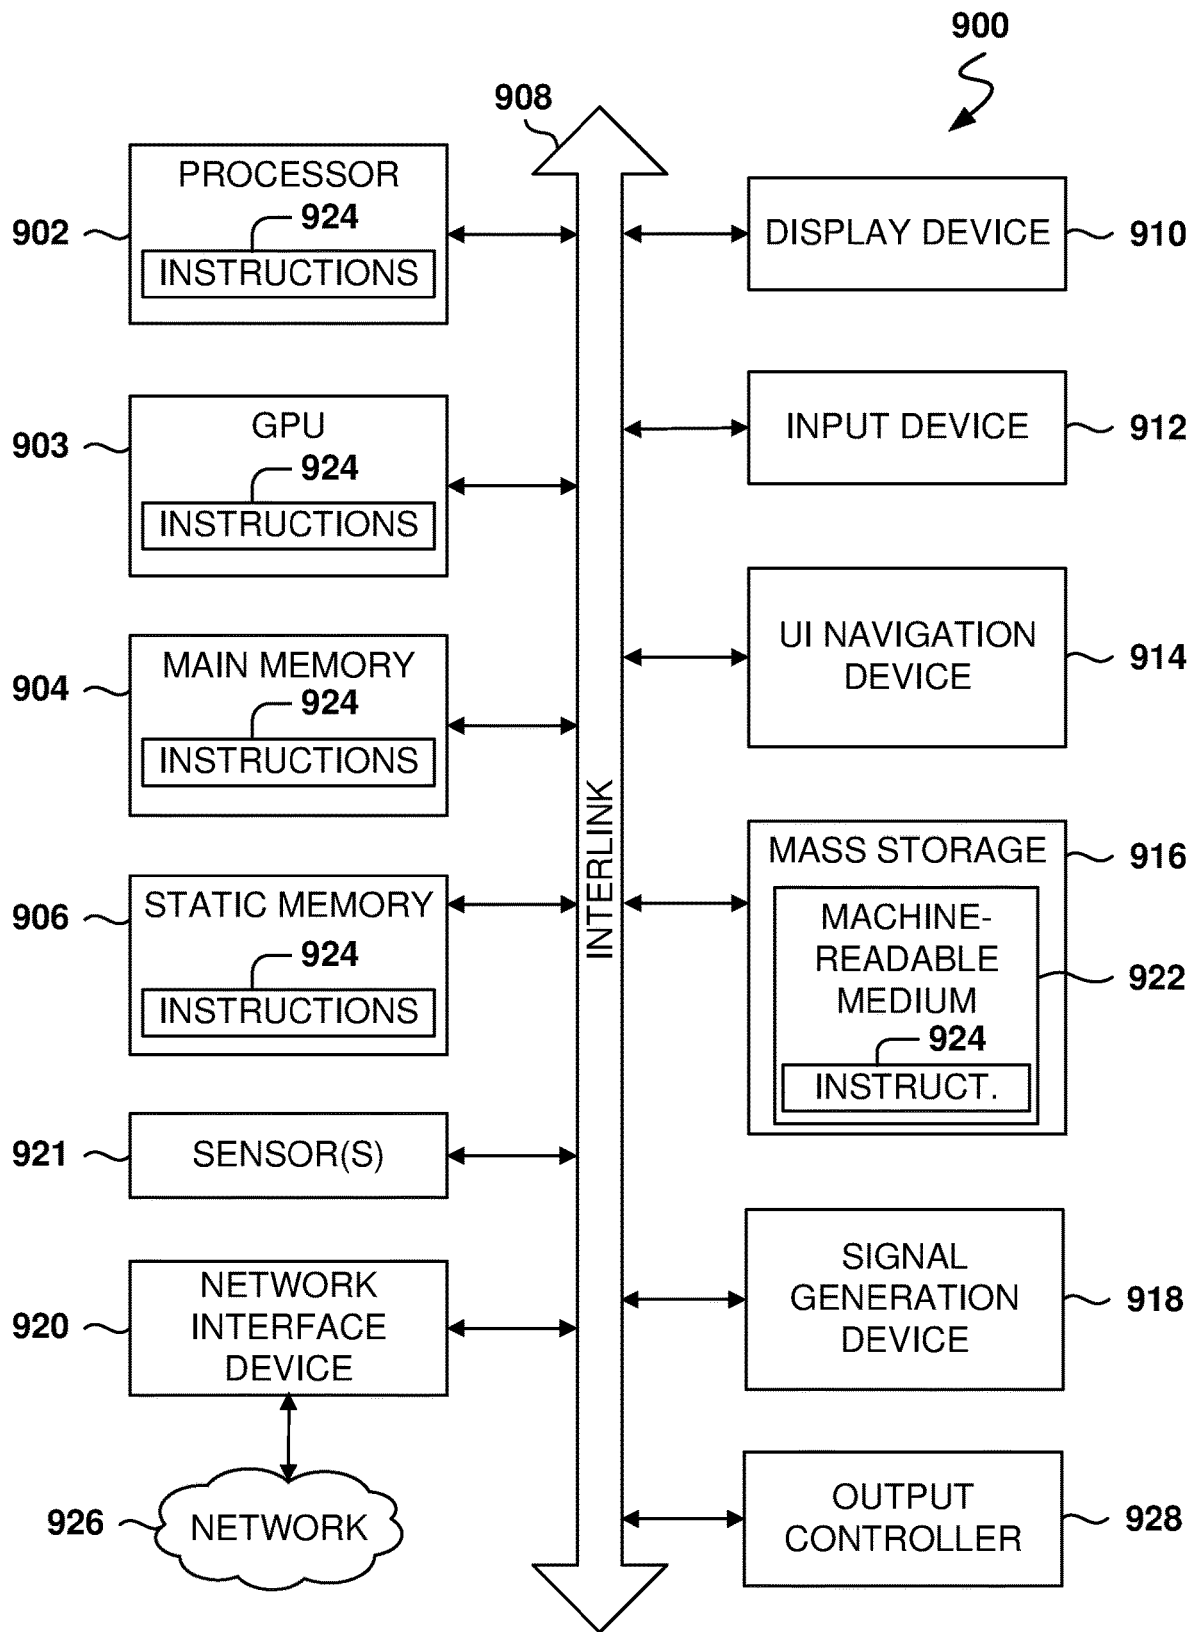 900
908
PROCESSOR
924
902
INSTRUCTIONS
GPU
903
924
INSTRUCTIONS
MAIN MEMORY
904
924
INSTRUCTIONS
STATIC MEMORY
906
924
INSTRUCTIONS
921
SENSOR(S)
NETWORK
INTERFACE
DEVICE
920
926
NETWORK
INTERLINK
DISPLAY DEVICE
910
INPUT DEVICE
912
UI NAVIGATION
DEVICE
914
MASS STORAGE
916
MACHINE-
READABLE
MEDIUM
922
924
INSTRUCT.
SIGNAL
GENERATION
DEVICE
918
OUTPUT
CONTROLLER
928